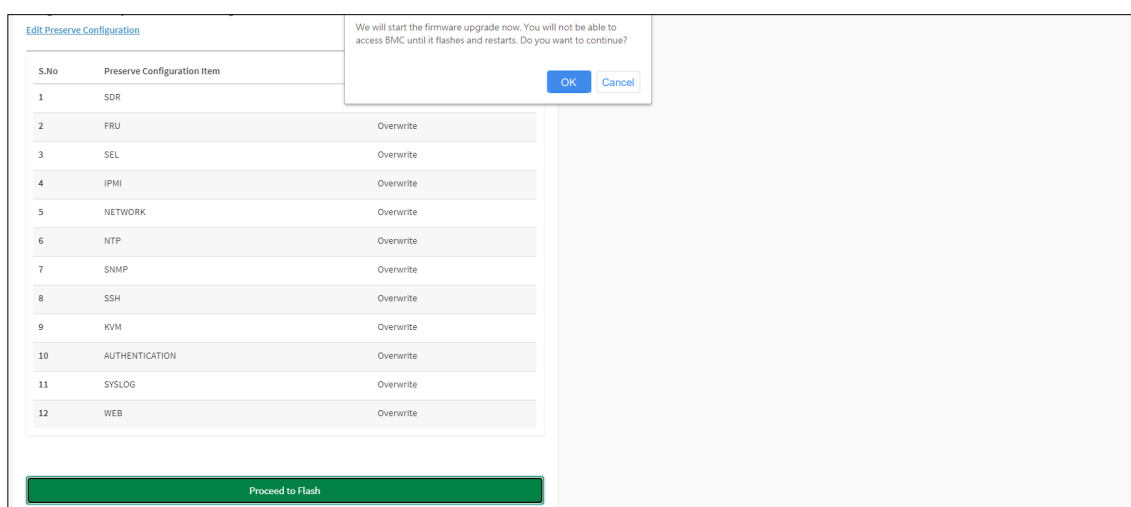 We will start the firmware upgrade now. You will not be able to
access BMC until it flashes and restarts. Do you want to continue?
OK Cancel
Edit Preserve Configuration
S.No Preserve Configuration Item
1 SDR
2 FRU Overwrite
3 SEL Overwrite
4 IPMI Overwrite
5 NETWORK Overwrite
6 NTP Overwrite
7 SNMP Overwrite
8 SSH Overwrite
9 KVM Overwrite
10 AUTHENTICATION Overwrite
11 SYSLOG Overwrite
12 WEB Overwrite
Proceed to Flash